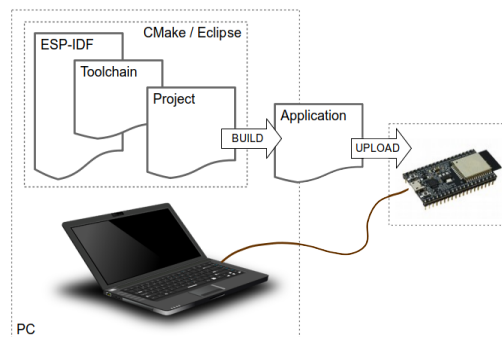 CMake / Eclipse
ESP-IDF
Toolchain
Project
BUILD
Application
UPLOAD
PC